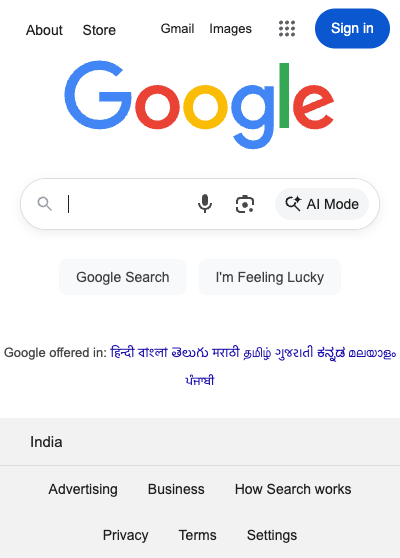 About Store Gmail Images Sign in
Google
AI Mode
Google Search I'm Feeling Lucky
Google offered in: हिन्दी বাংলা తెలుగు मराठी தமிழ் ગુજરાતી ಕನ್ನಡ മലയാളം
ਪੰਜਾਬੀ
India
Advertising Business How Search works
Privacy Terms Settings